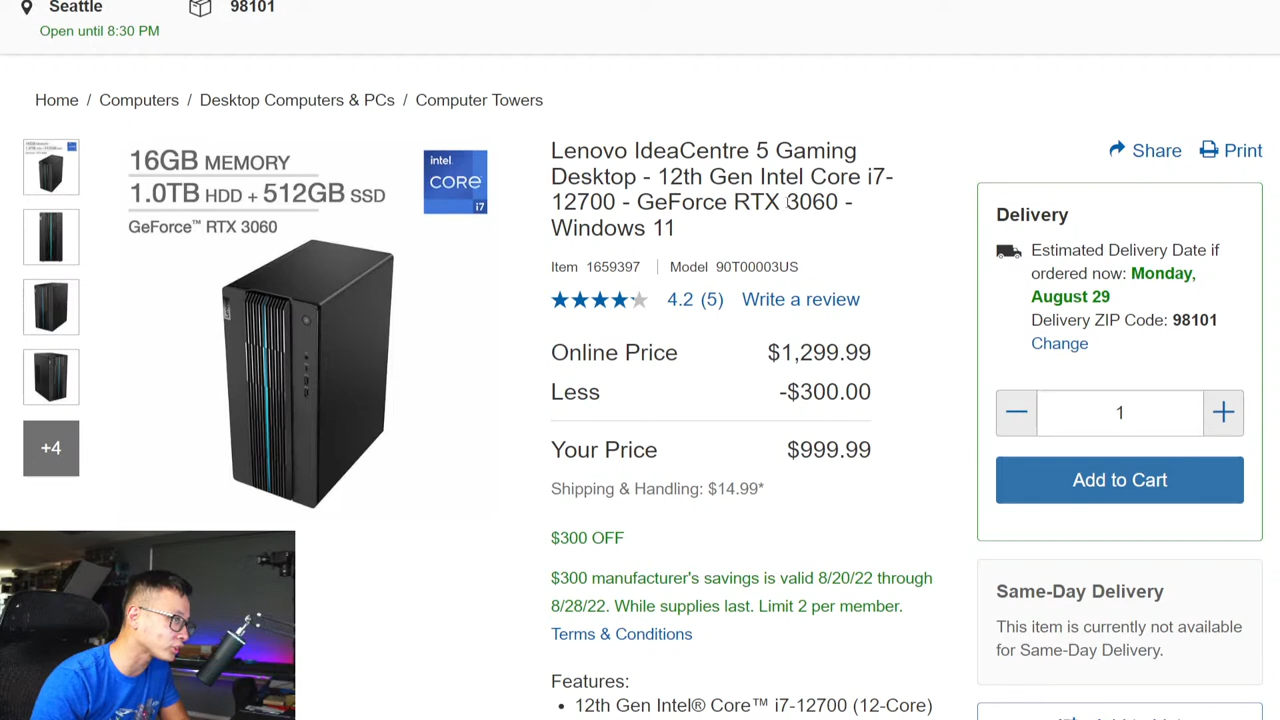 Seattle
98101
Open until 8:30 PM
Home / Computers / Desktop Computers & PCs / Computer Towers
16GB MEMORY
1.0TB HDD + 512GB SSD
GeForce™ RTX 3060
intel
CORE
i7
+4
Lenovo IdeaCentre 5 Gaming
Desktop - 12th Gen Intel Core i7-
12700 - GeForce RTX 3060 -
Windows 11
Item 1659397 | Model 90T00003US
4.2 (5) Write a review
Online Price $1,299.99
Less -$300.00
Your Price $999.99
Shipping & Handling: $14.99*
$300 OFF
$300 manufacturer's savings is valid 8/20/22 through
8/28/22. While supplies last. Limit 2 per member.
Terms & Conditions
Features:
• 12th Gen Intel® Core™ i7-12700 (12-Core)
Share Print
Delivery
Estimated Delivery Date if
ordered now: Monday,
August 29
Delivery ZIP Code: 98101
Change
1
Add to Cart
Same-Day Delivery
This item is currently not available
for Same-Day Delivery.